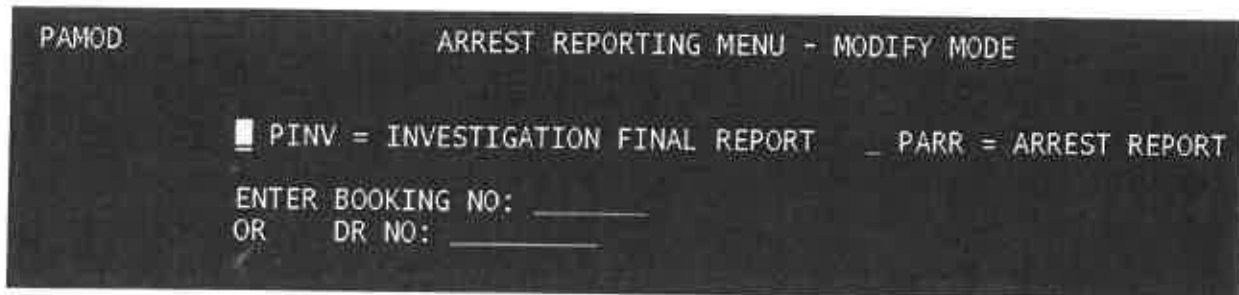 PAMOD ARREST REPORTING MENU - MODIFY MODE
PINV = INVESTIGATION FINAL REPORT _ PARR = ARREST REPORT
ENTER BOOKING NO: _______
OR DR NO: _________